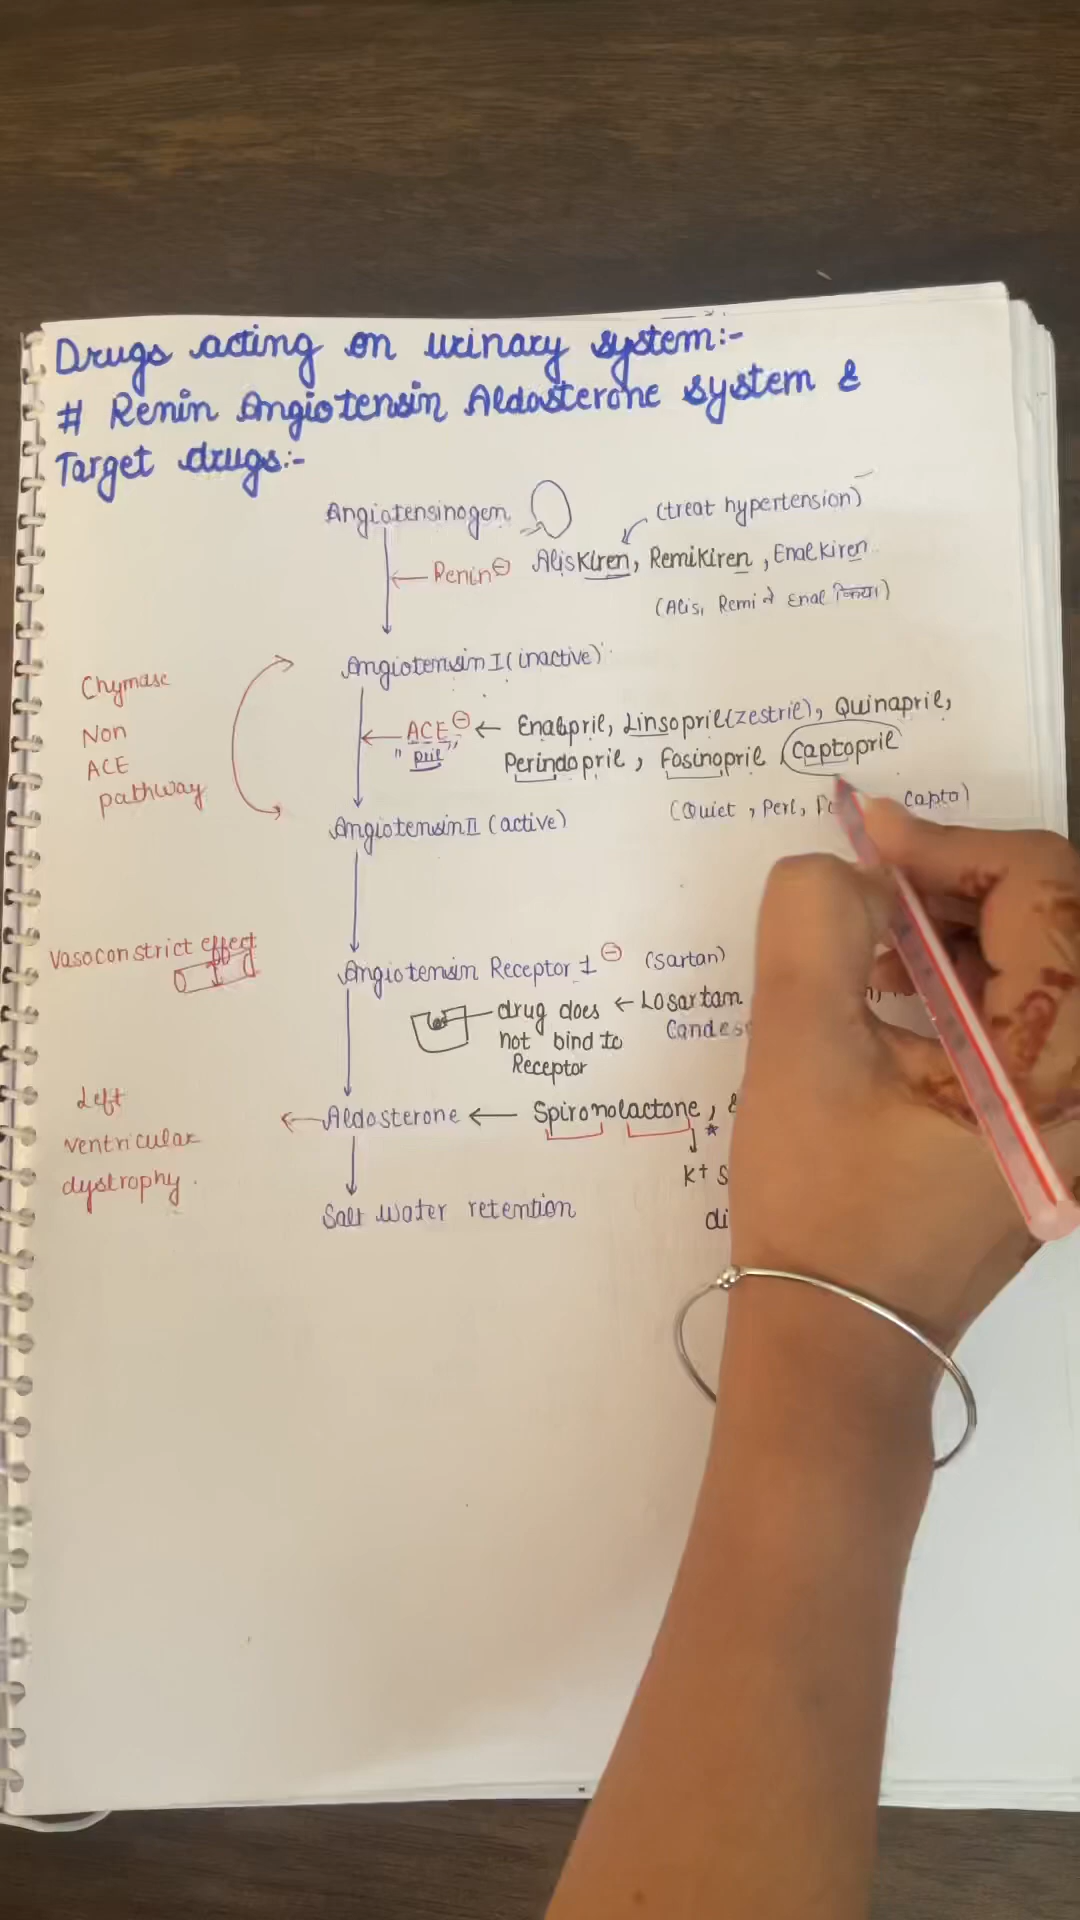 Drugs acting on urinary system:-
# Renin Angiotensin Aldosterone system &
Target drugs:-
Angiotensinogen
(treat hypertension)
Renin⊖ AlisKiren, RemiKiren, EnalKiren
(Alis, Remi ने Enal किया)
Angiotensin I (inactive)
Chymase
Non
ACE
pathway
ACE⊖ ← Enalapril, Linsopril(zestril), Quinapril,
"pril" Perindopril, Fosinopril Captopril
(Quiet, Perl, Capto)
Angiotensin II (active)
Vasoconstrict effect
Angiotensin Receptor 1⊖ (Sartan)
drug does ← Losartam
not bind to
Receptor
Left
ventricular
dystrophy.
←Aldosterone ← Spironolactone,
*
K+
Salt water retention